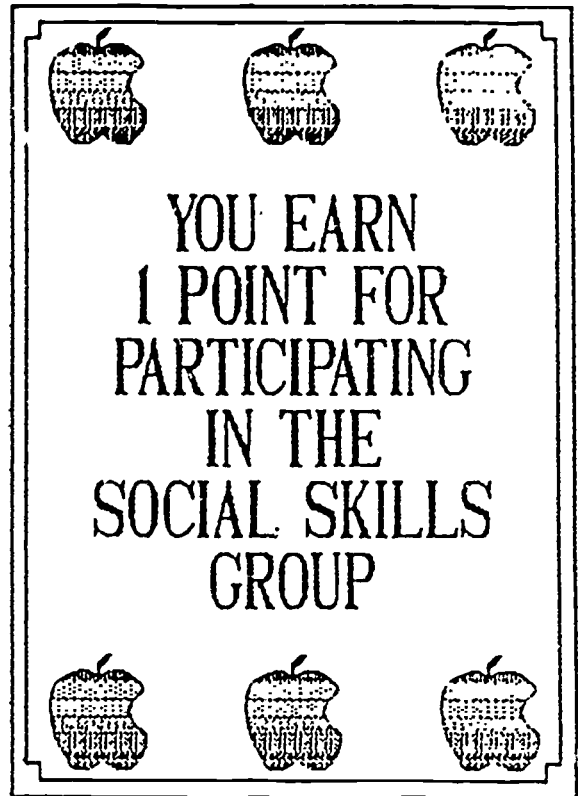 YOU EARN
1 POINT FOR
PARTICIPATING
IN THE
SOCIAL SKILLS
GROUP